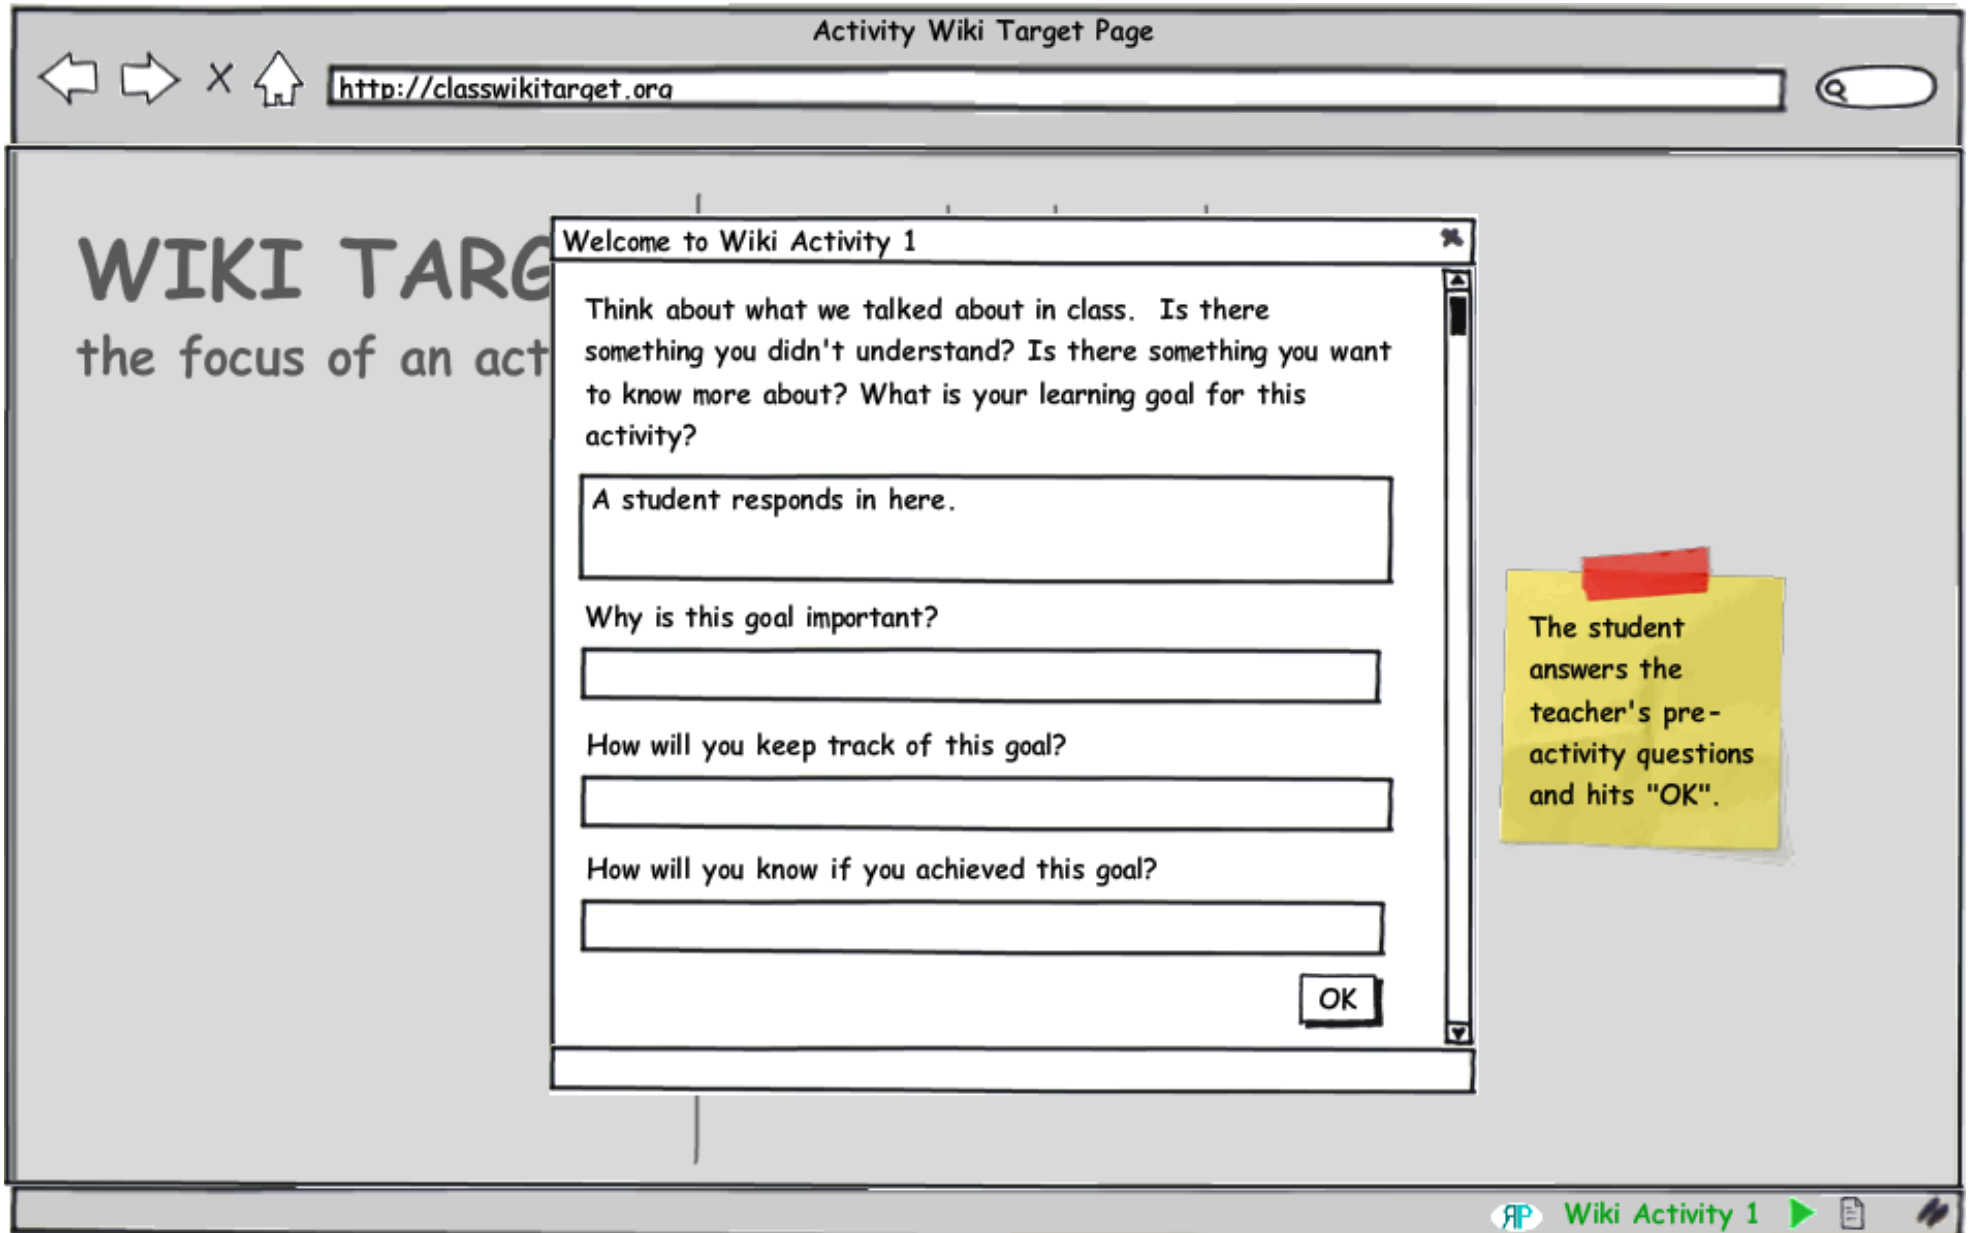 Activity Wiki Target Page
X
http://classwikitarget.org
WIKI TARG
the focus of an act
Welcome to Wiki Activity 1
Think about what we talked about in class. Is there
something you didn't understand? Is there something you want
to know more about? What is your learning goal for this
activity?
A student responds in here.
Why is this goal important?
How will you keep track of this goal?
How will you know if you achieved this goal?
OK
The student
answers the
teacher's pre-
activity questions
and hits "OK".
RP Wiki Activity 1